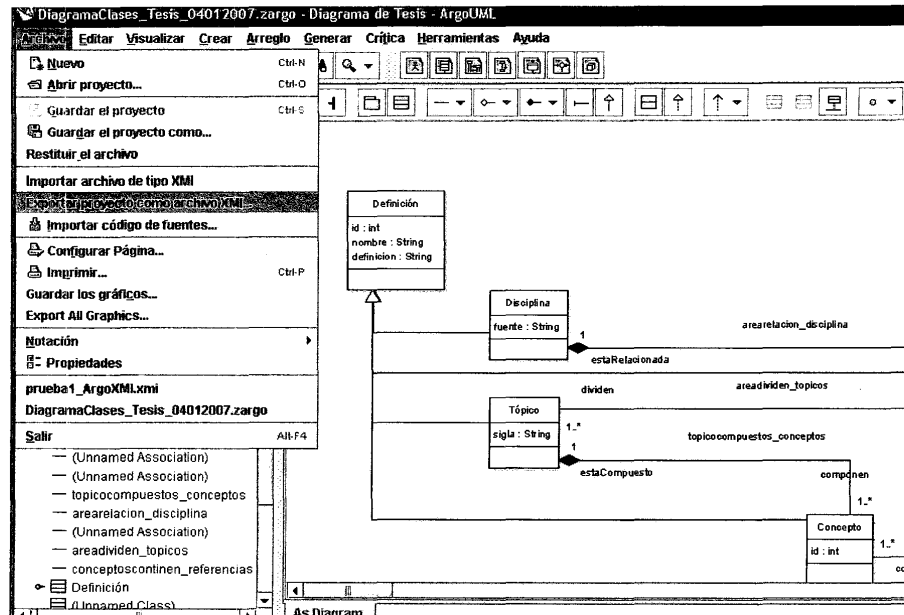 DiagramaClases_Tesis_04012007.zargo - Diagrama de Tesis - ArgoUML
Archivo Editar Visualizar Crear Arreglo Generar Crítica Herramientas Ayuda
Nuevo Ctrl-N
Abrir proyecto... Ctrl-O
Guardar el proyecto Ctrl-S
Guardar el proyecto como...
Restituir el archivo
Importar archivo de tipo XMI
Exportar proyecto como archivo XMI
Importar código de fuentes...
Configurar Página...
Imprimir... Ctrl-P
Guardar los gráficos...
Export All Graphics...
Notación
Propiedades
prueba1_ArgoXMI.xmi
DiagramaClases_Tesis_04012007.zargo
Salir Alt-F4
(Unnamed Association)
(Unnamed Association)
topicocompuestos_conceptos
arearelacion_disciplina
(Unnamed Association)
areadividen_topicos
conceptoscontinen_referencias
Definición
(Unnamed Class)
Definición
id : int
nombre : String
definicion : String
Disciplina
fuente : String
1
arearelacion_disciplina
estaRelacionada
dividen
areadividen_topicos
Tópico
sigla : String
1..*
1
topicocompuestos_conceptos
estaCompuesto
componen
1..*
Concepto
id : int
1..*
co
As Diagram